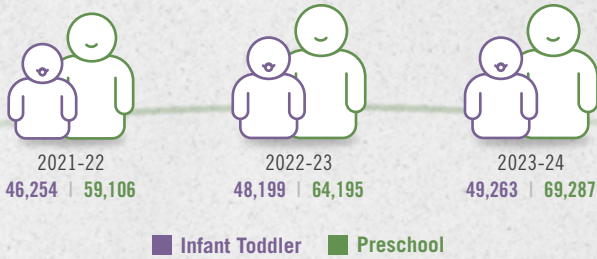 2021-22 2022-23 2023-24
46,254 | 59,106 48,199 | 64,195 49,263 | 69,287
Infant Toddler Preschool